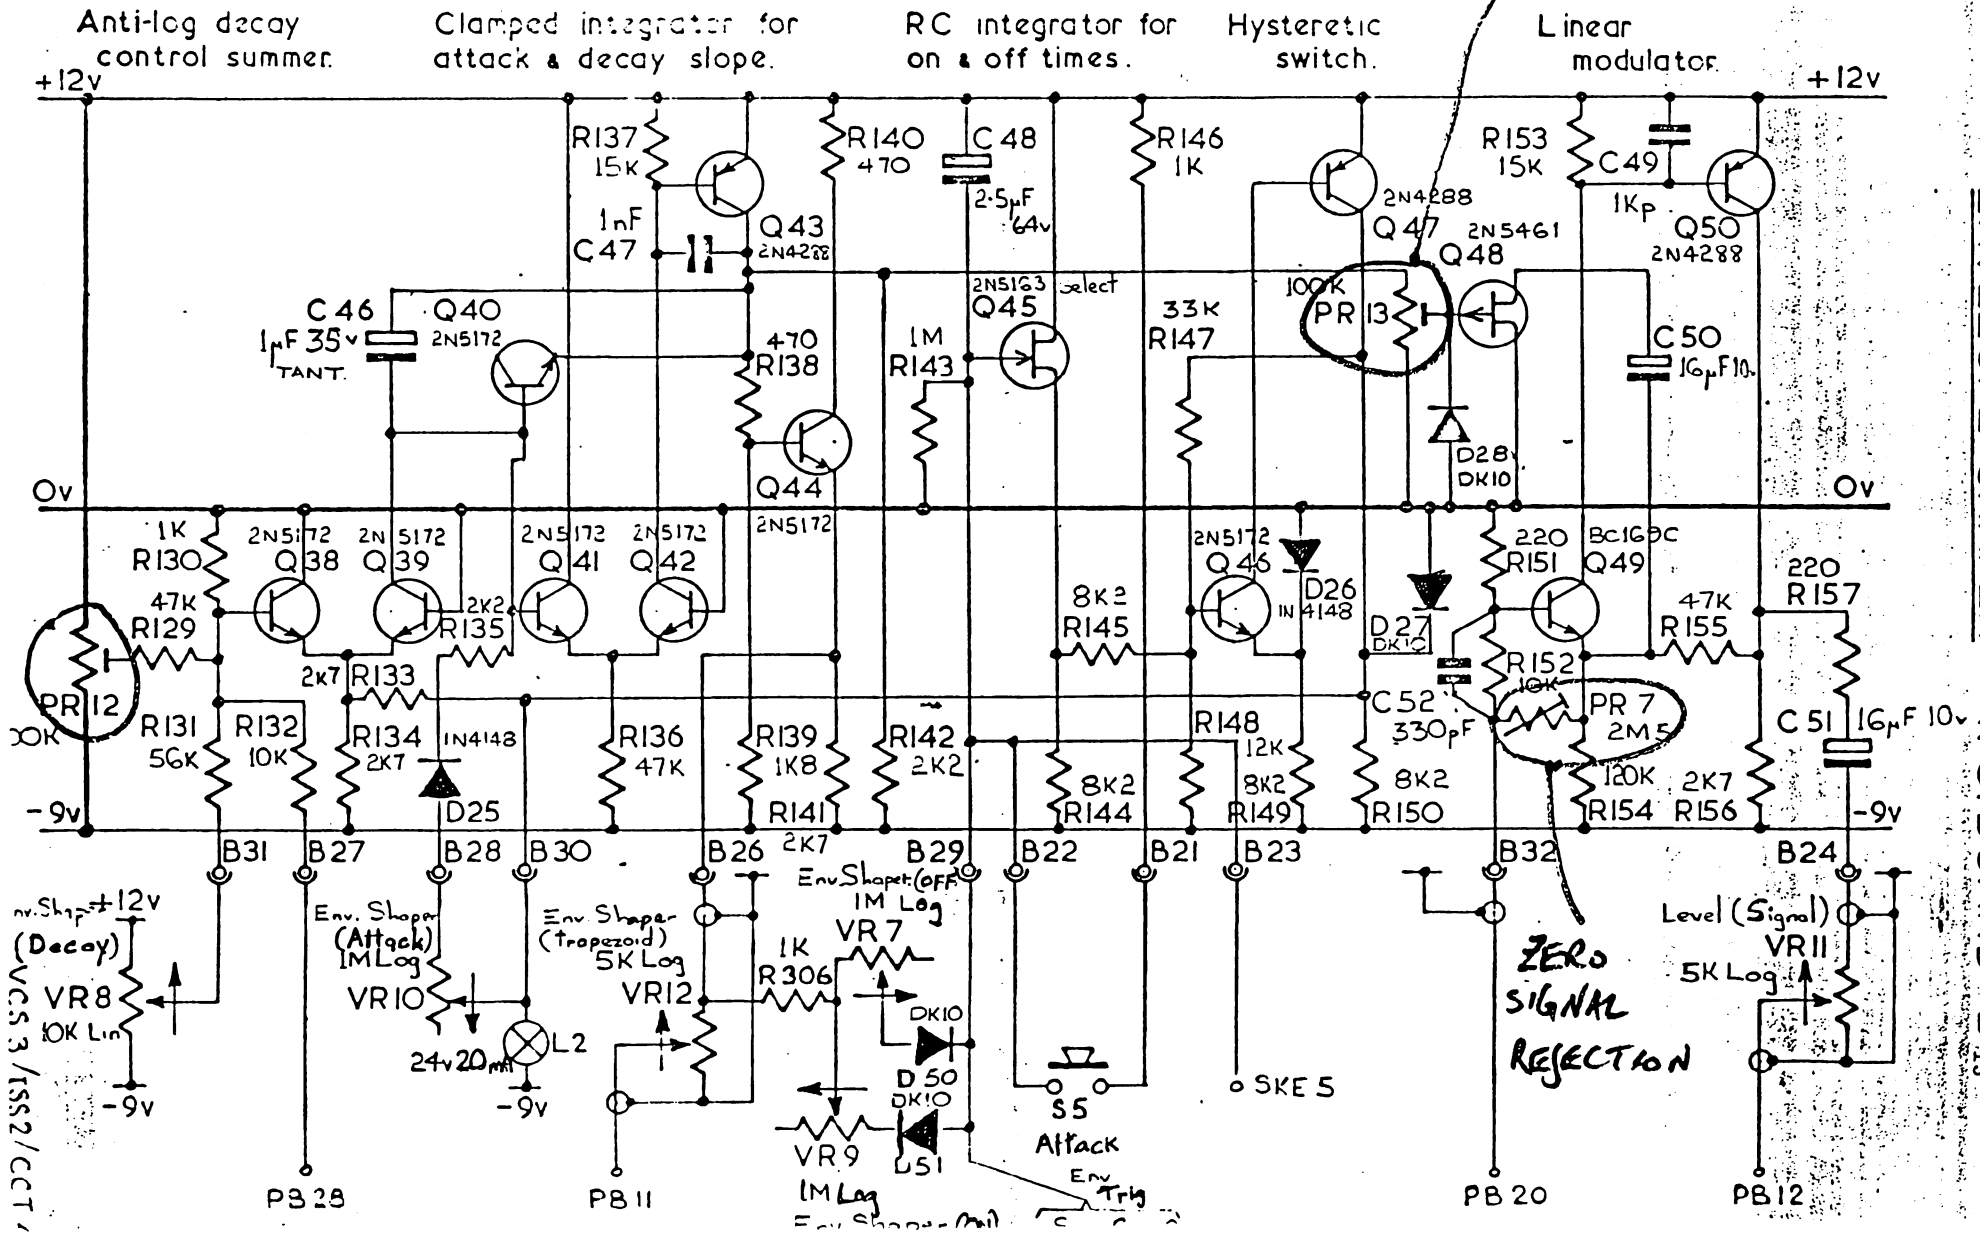 Anti-log decay
control summer.
Clamped integrator for
attack & decay slope.
RC integrator for
on & off times.
Hysteretic
switch.
Linear
modulator.
+12v
+12v
R137
15K
R140
470
C48
2.5µF
64v
R146
1K
R153
15K
C49
1Kp
1nF
C47
Q43
2N4288
2N4288
Q47
2N5461
Q48
Q50
2N4288
C46
1µF 35v
TANT.
Q40
2N5172
470
R138
2N5163 select
Q45
1M
R143
33K
R147
100K
PR13
C50
16µF 10
D28
DK10
Q44
2N5172
0v
0v
1K
R130
2N5172
Q38
2N5172
Q39
2N5172
Q41
2N5172
Q42
2N5172
Q46
D26
1N4148
220
R151
BC169C
Q49
220
R157
47K
R129
2K2
R135
8K2
R145
D27
DK10
47K
R155
2K7
R133
R152
10K
PR12
C52
330pF
PR7
2M5
C51
16µF 10v
R131
56K
R132
10K
R134
2K7
1N4148
D25
R136
47K
R139
1K8
R142
2K2
R148
12K
8K2
R144
8K2
R149
8K2
R150
120K
R154
2K7
R156
R141
2K7
-9v
-9v
B31
B27
B28
B30
B26
B29
B22
B21
B23
B32
B24
+12v
(Decay)
VR8
10K Lin
-9v
Env. Shaper
(Attack)
1M Log
VR10
24v 20mA
L2
-9v
Env Shaper
(Trapezoid)
5K Log
VR12
1K
R306
Env. Shaper (OFF)
1M Log
VR7
DK10
D50
DK10
D51
VR9
1M Log
S5
Attack
SKE5
Env
Trig
ZERO
SIGNAL
REJECTION
Level (Signal)
VR11
5K Log
PB28
PB11
PB20
PB12
VCS3/ISS2/CCT